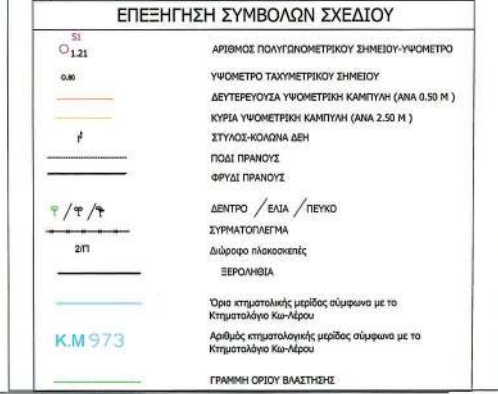 ΕΠΕΞΗΓΗΣΗ ΣΥΜΒΟΛΩΝ ΣΧΕΔΙΟΥ
S1
1.21 ΑΡΙΘΜΟΣ ΠΟΛΥΓΩΝΟΜΕΤΡΙΚΟΥ ΣΗΜΕΙΟΥ-ΥΨΟΜΕΤΡΟ
0.80 ΥΨΟΜΕΤΡΟ ΤΑΧΥΜΕΤΡΙΚΟΥ ΣΗΜΕΙΟΥ
ΔΕΥΤΕΡΕΥΟΥΣΑ ΥΨΟΜΕΤΡΙΚΗ ΚΑΜΠΥΛΗ (ΑΝΑ 0.50 Μ )
ΚΥΡΙΑ ΥΨΟΜΕΤΡΙΚΗ ΚΑΜΠΥΛΗ (ΑΝΑ 2.50 Μ )
ΣΤΥΛΟΣ-ΚΟΛΩΝΑ ΔΕΗ
ΠΟΔΙ ΠΡΑΝΟΥΣ
ΦΡΥΔΙ ΠΡΑΝΟΥΣ
ΔΕΝΤΡΟ / ΕΛΙΑ / ΠΕΥΚΟ
ΣΥΡΜΑΤΟΠΛΕΓΜΑ
2/Π Διώροφο πλακοσκεπές
ΞΕΡΟΛΗΘΙΑ
Όρια κτηματολικής μερίδας σύμφωνα με το
Κτηματολόγιο Κω-Λέρου
Κ.Μ 973 Αριθμός κτηματολογικής μερίδας σύμφωνα με το
Κτηματολόγιο Κω-Λέρου
ΓΡΑΜΜΗ ΟΡΙΟΥ ΒΛΑΣΤΗΣΗΣ